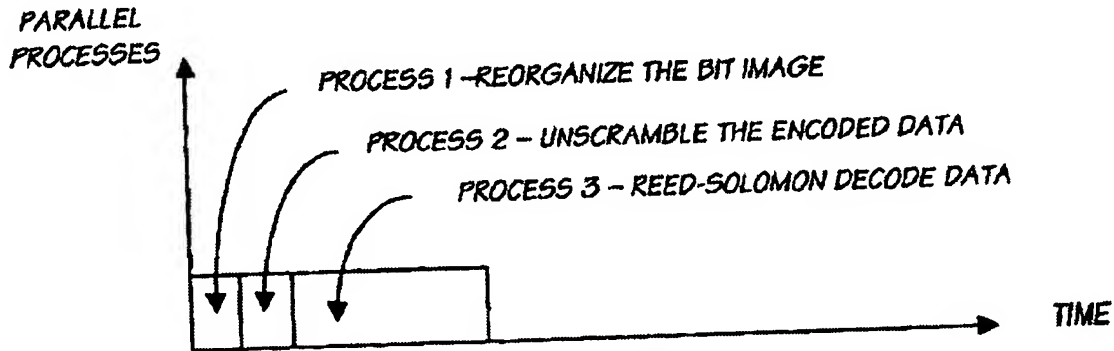 PARALLEL
PROCESSES
PROCESS 1 –REORGANIZE THE BIT IMAGE
PROCESS 2 – UNSCRAMBLE THE ENCODED DATA
PROCESS 3 – REED-SOLOMON DECODE DATA
TIME